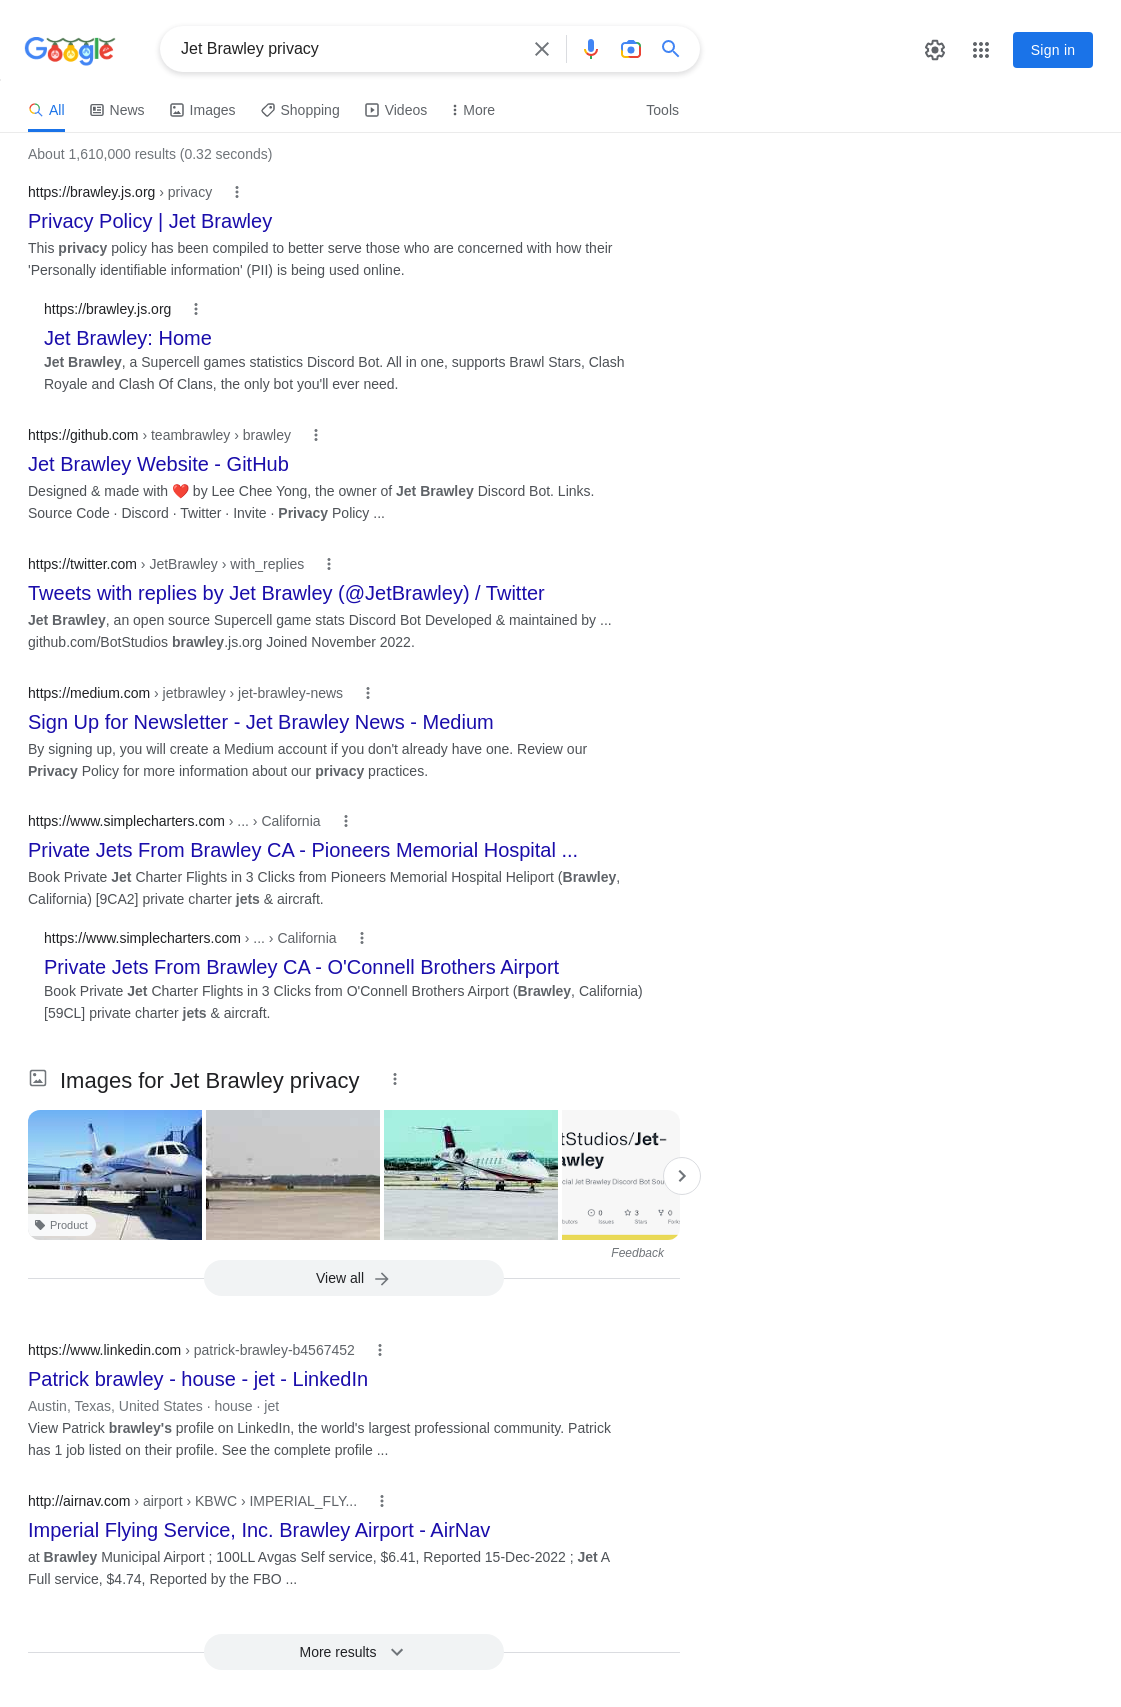 Google
Jet Brawley privacy
Sign in
All
News
Images
Shopping
Videos
More
Tools
About 1,610,000 results (0.32 seconds)
https://brawley.js.org › privacy
Privacy Policy | Jet Brawley
This privacy policy has been compiled to better serve those who are concerned with how their
'Personally identifiable information' (PII) is being used online.
https://brawley.js.org
Jet Brawley: Home
Jet Brawley, a Supercell games statistics Discord Bot. All in one, supports Brawl Stars, Clash
Royale and Clash Of Clans, the only bot you'll ever need.
https://github.com › teambrawley › brawley
Jet Brawley Website - GitHub
Designed & made with ❤️ by Lee Chee Yong, the owner of Jet Brawley Discord Bot. Links.
Source Code · Discord · Twitter · Invite · Privacy Policy ...
https://twitter.com › JetBrawley › with_replies
Tweets with replies by Jet Brawley (@JetBrawley) / Twitter
Jet Brawley, an open source Supercell game stats Discord Bot Developed & maintained by ...
github.com/BotStudios brawley.js.org Joined November 2022.
https://medium.com › jetbrawley › jet-brawley-news
Sign Up for Newsletter - Jet Brawley News - Medium
By signing up, you will create a Medium account if you don't already have one. Review our
Privacy Policy for more information about our privacy practices.
https://www.simplecharters.com › ... › California
Private Jets From Brawley CA - Pioneers Memorial Hospital ...
Book Private Jet Charter Flights in 3 Clicks from Pioneers Memorial Hospital Heliport (Brawley,
California) [9CA2] private charter jets & aircraft.
https://www.simplecharters.com › ... › California
Private Jets From Brawley CA - O'Connell Brothers Airport
Book Private Jet Charter Flights in 3 Clicks from O'Connell Brothers Airport (Brawley, California)
[59CL] private charter jets & aircraft.
Images for Jet Brawley privacy
tStudios/Jet-
awley
cial Jet Brawley Discord Bot Sou
0 3 0
Issues Stars
Product
Feedback
View all
https://www.linkedin.com › patrick-brawley-b4567452
Patrick brawley - house - jet - LinkedIn
Austin, Texas, United States · house · jet
View Patrick brawley's profile on LinkedIn, the world's largest professional community. Patrick
has 1 job listed on their profile. See the complete profile ...
http://airnav.com › airport › KBWC › IMPERIAL_FLY...
Imperial Flying Service, Inc. Brawley Airport - AirNav
at Brawley Municipal Airport ; 100LL Avgas Self service, $6.41, Reported 15-Dec-2022 ; Jet A
Full service, $4.74, Reported by the FBO ...
More results